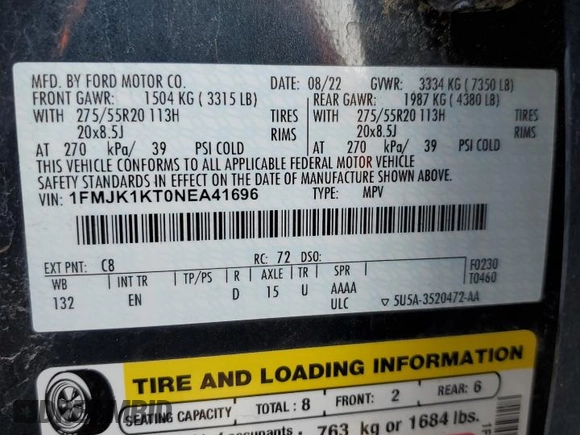 MFD. BY FORD MOTOR CO. DATE: 08/22 GVWR: 3334 KG ( 7350 LB)
FRONT GAWR: 1504 KG ( 3315 LB) REAR GAWR: 1987 KG ( 4380 LB)
WITH 275/55R20 113H TIRES WITH 275/55R20 113H TIRES
20x8.5J RIMS 20x8.5J RIMS
AT 270 kPa/ 39 PSI COLD AT 270 kPa/ 39 PSI COLD
THIS VEHICLE CONFORMS TO ALL APPLICABLE FEDERAL MOTOR VEHICLE
SAFETY STANDARDS IN EFFECT ON THE DATE OF MANUFACTURE SHOWN ABOVE.
VIN: 1FMJK1KT0NEA41696 TYPE: MPV
EXT PNT: C8 RC: 72 DSO: F0230
WB INT TR TP/PS R AXLE TR SPR T0460
132 EN D 15 U AAAA
ULC ▽ 5U5A-3520472-AA
TIRE AND LOADING INFORMATION
SEATING CAPACITY TOTAL: 8 FRONT: 2 REAR: 6
occupants 763 kg or 1684 lbs.